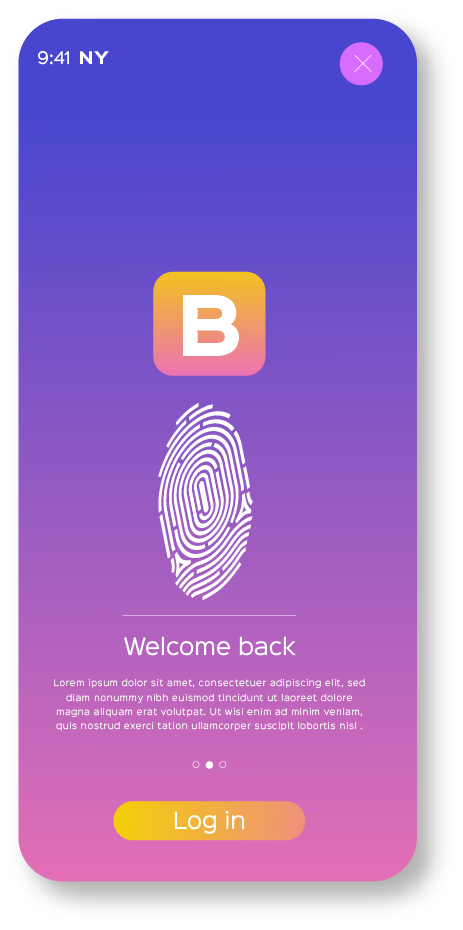 9:41 NY
B
Welcome back
Lorem ipsum dolor sit amet, consectetuer adipiscing elit, sed
diam nonummy nibh euismod tincidunt ut laoreet dolore
magna aliquam erat volutpat. Ut wisi enim ad minim veniam,
quis nostrud exerci tation ullamcorper suscipit lobortis nisl .
Log in